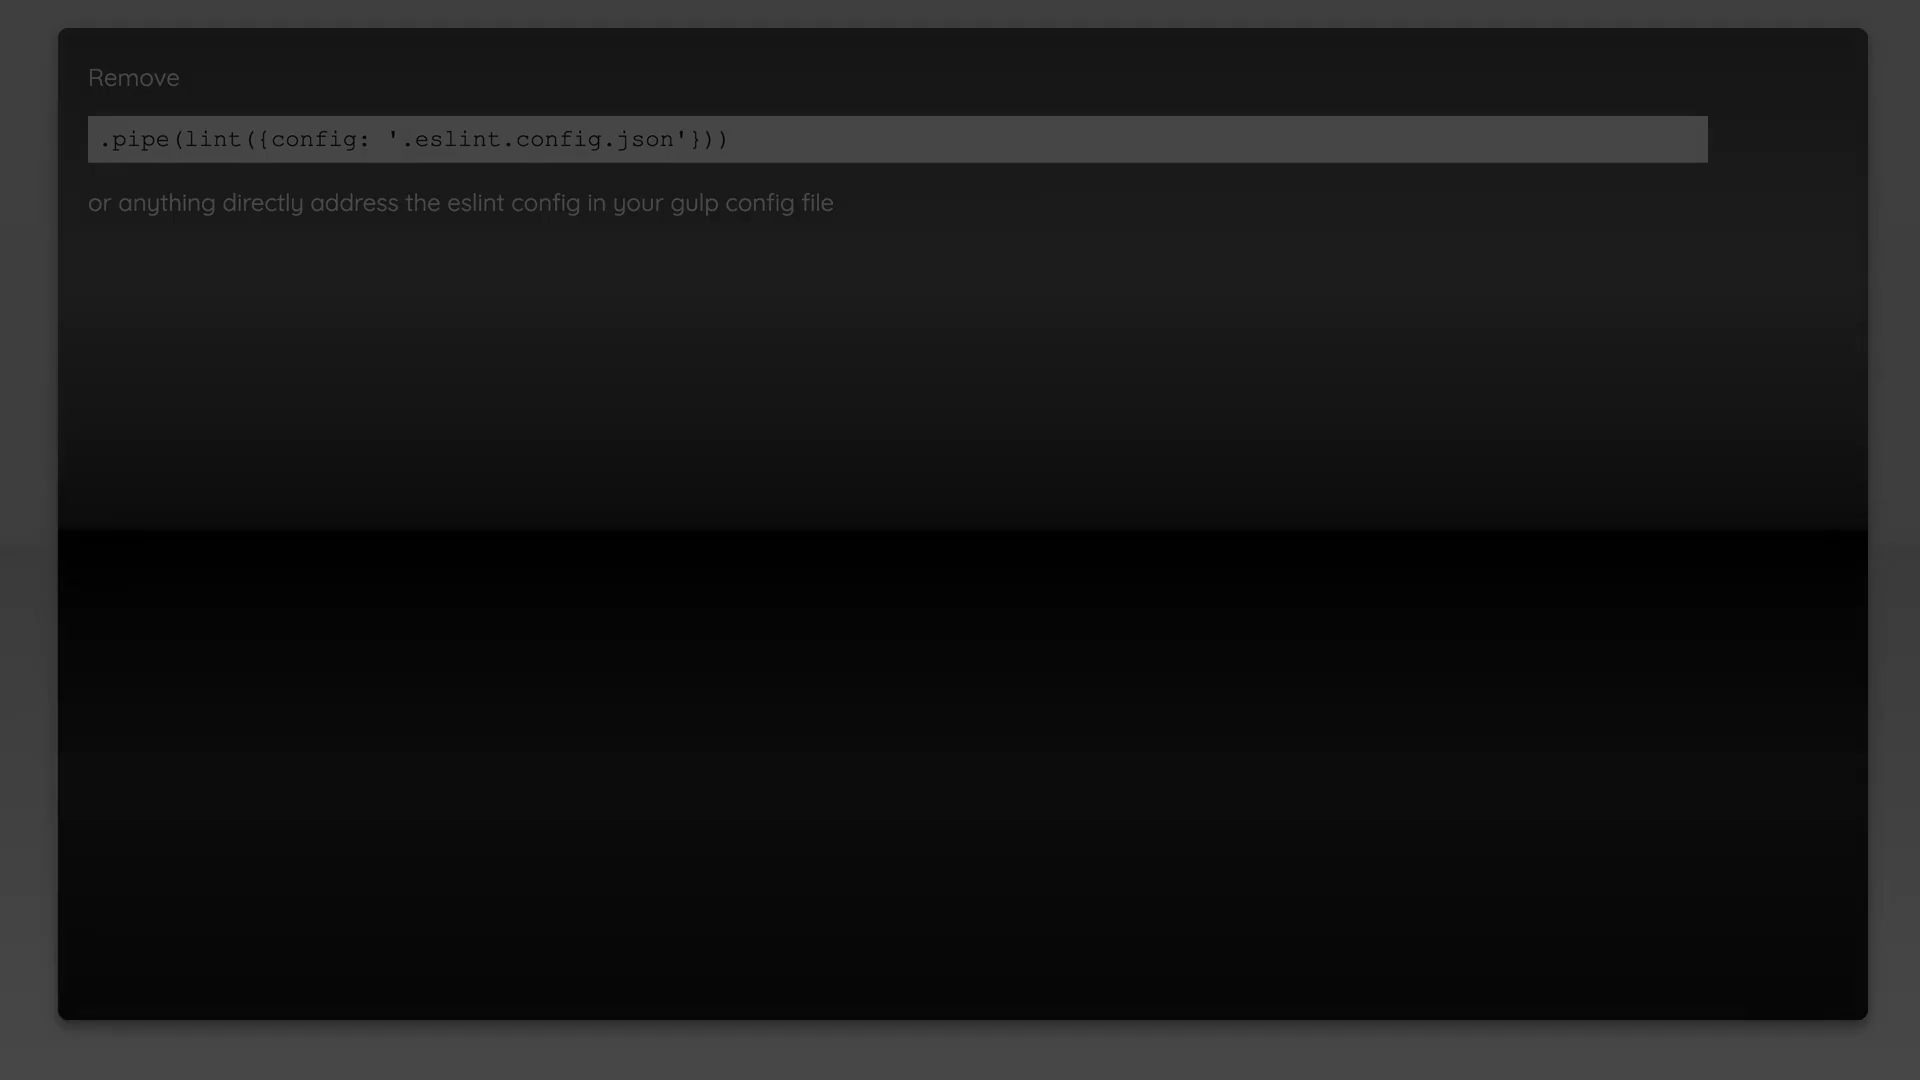 Remove
.pipe(lint({config: '.eslint.config.json'}))
or anything directly address the eslint config in your gulp config file